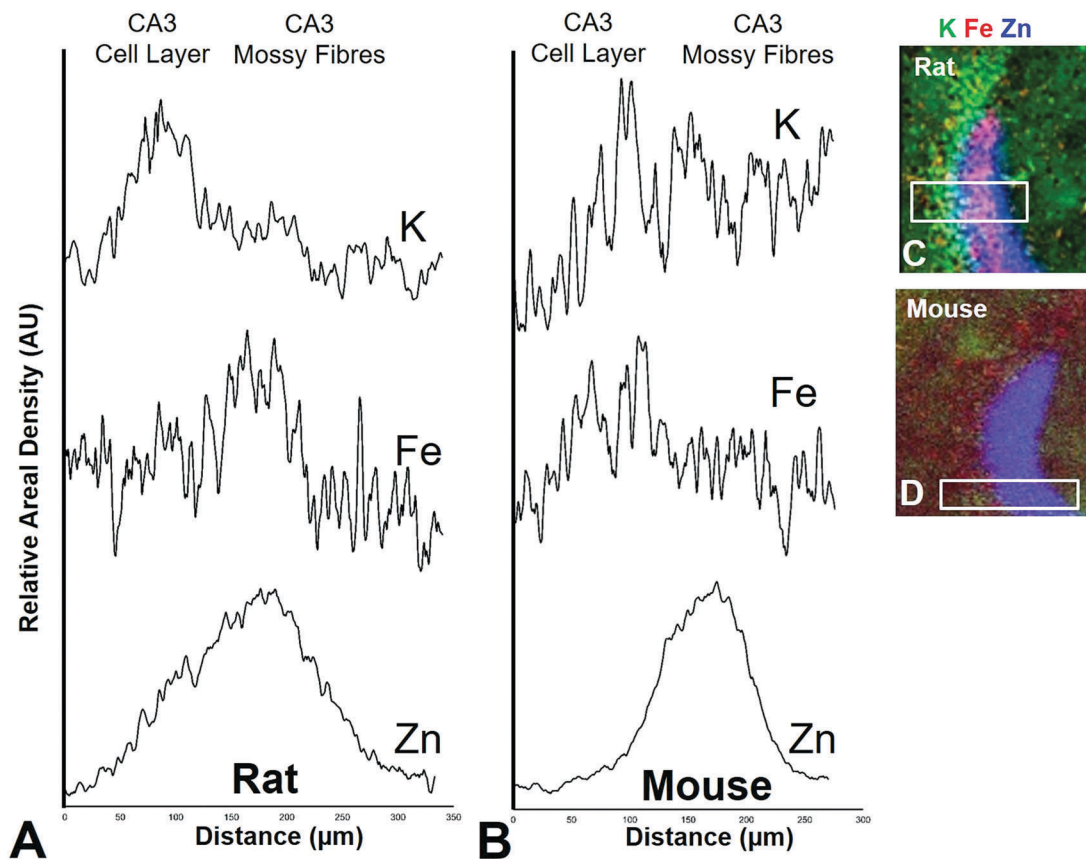 CA3
Cell Layer
CA3
Mossy Fibres
K
Fe
Zn
Rat
Relative Areal Density (AU)
0 50 100 150 200 250 300 350
Distance (µm)
A
CA3
Cell Layer
CA3
Mossy Fibres
K
Fe
Zn
Mouse
0 50 100 150 200 250 300
Distance (µm)
B
K Fe Zn
Rat
C
Mouse
D